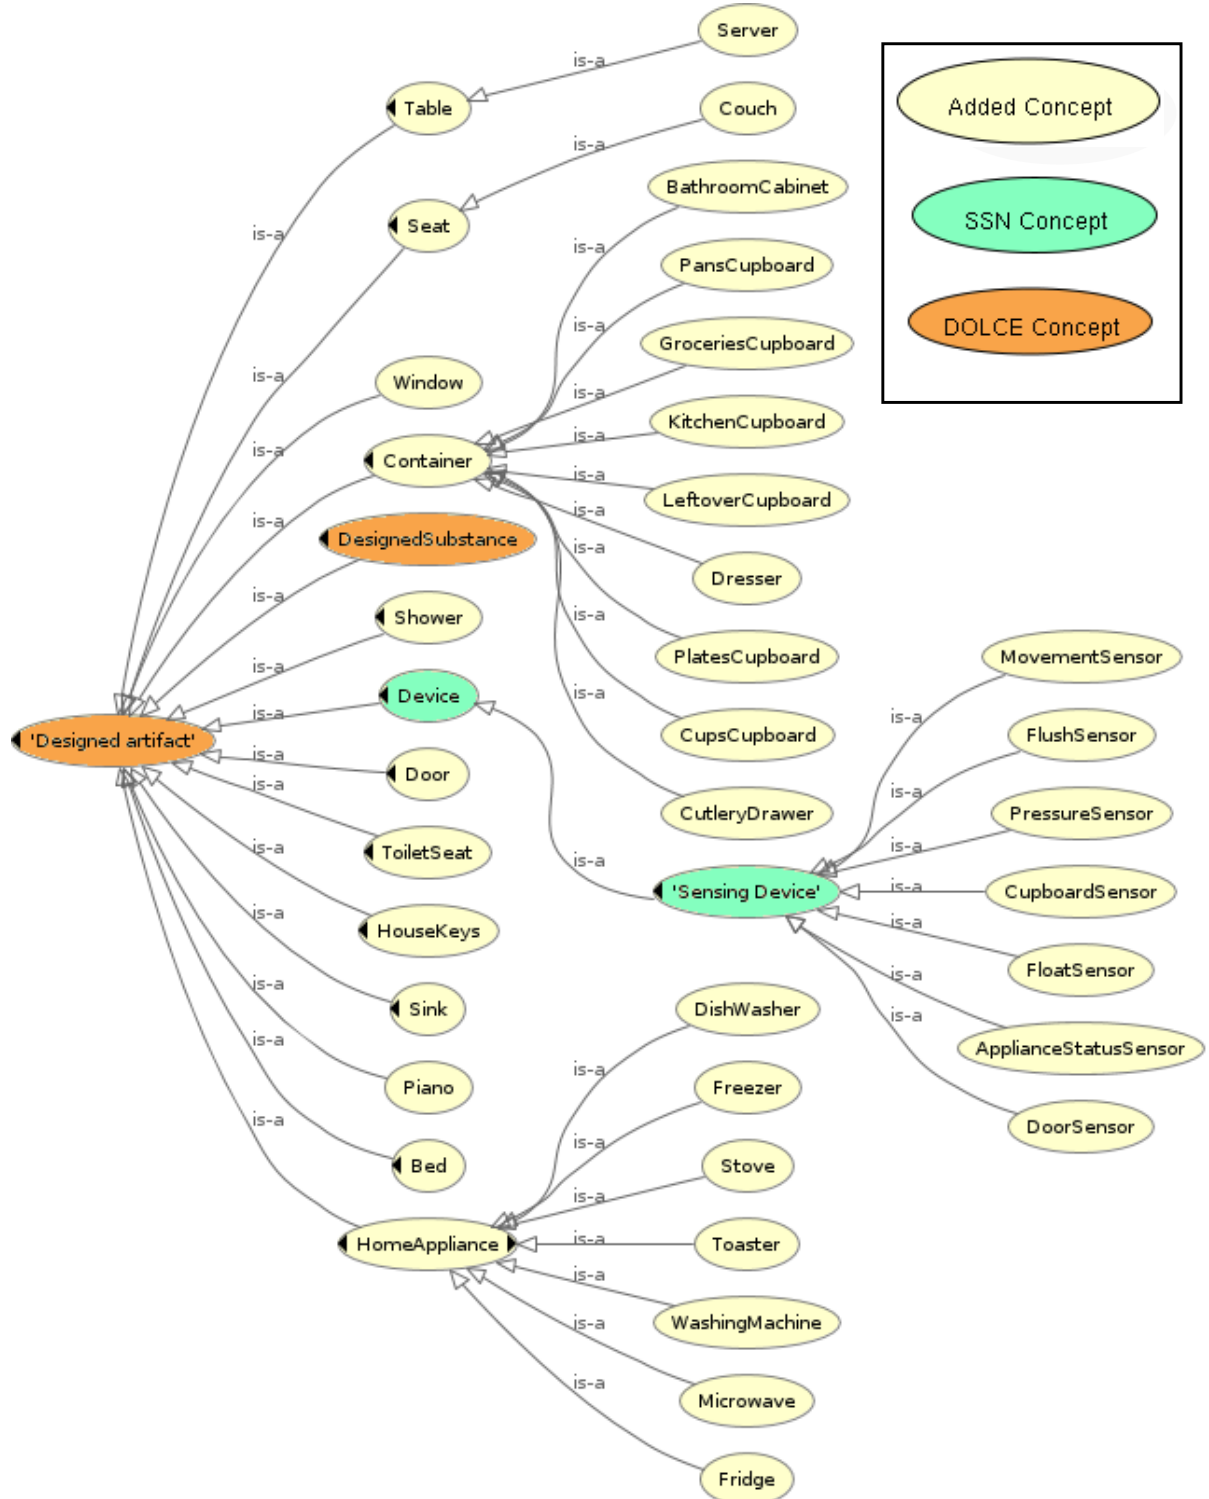 Server
is-a
Table
Couch
is-a
Seat
is-a
BathroomCabinet
is-a
PansCupboard
is-a
GroceriesCupboard
is-a
Window
is-a
is-a
KitchenCupboard
is-a
Container
is-a
LeftoverCupboard
is-a
is-a
is-a
DesignedSubstance
is-a
Dresser
is-a
Shower
is-a
PlatesCupboard
is-a
Device
is-a
CupsCupboard
is-a
'Designed artifact'
is-a
Door
is-a
CutleryDrawer
ToiletSeat
is-a
is-a
'Sensing Device'
HouseKeys
is-a
Sink
is-a
Piano
is-a
Bed
is-a
HomeAppliance
MovementSensor
is-a
FlushSensor
is-a
PressureSensor
is-a
CupboardSensor
is-a
FloatSensor
is-a
ApplianceStatusSensor
is-a
DoorSensor
is-a
DishWasher
is-a
Freezer
is-a
Stove
is-a
Toaster
is-a
WashingMachine
is-a
Microwave
is-a
Fridge
is-a
Added Concept
SSN Concept
DOLCE Concept